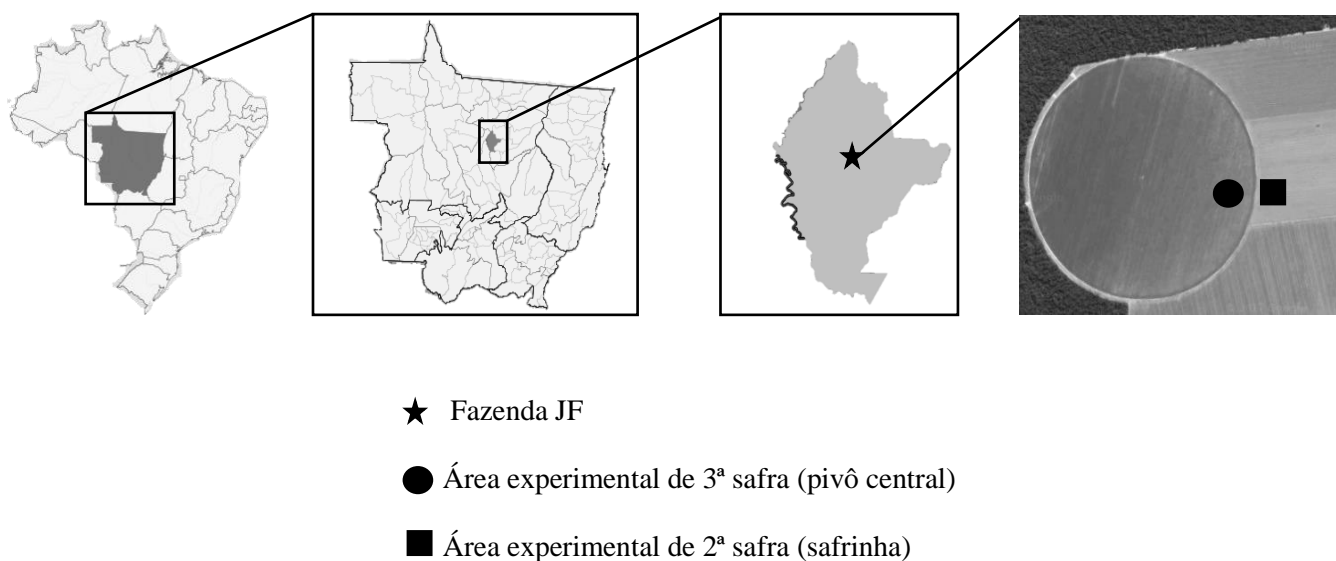 Fazenda JF
Área experimental de 3ª safra (pivô central)
Área experimental de 2ª safra (safrinha)